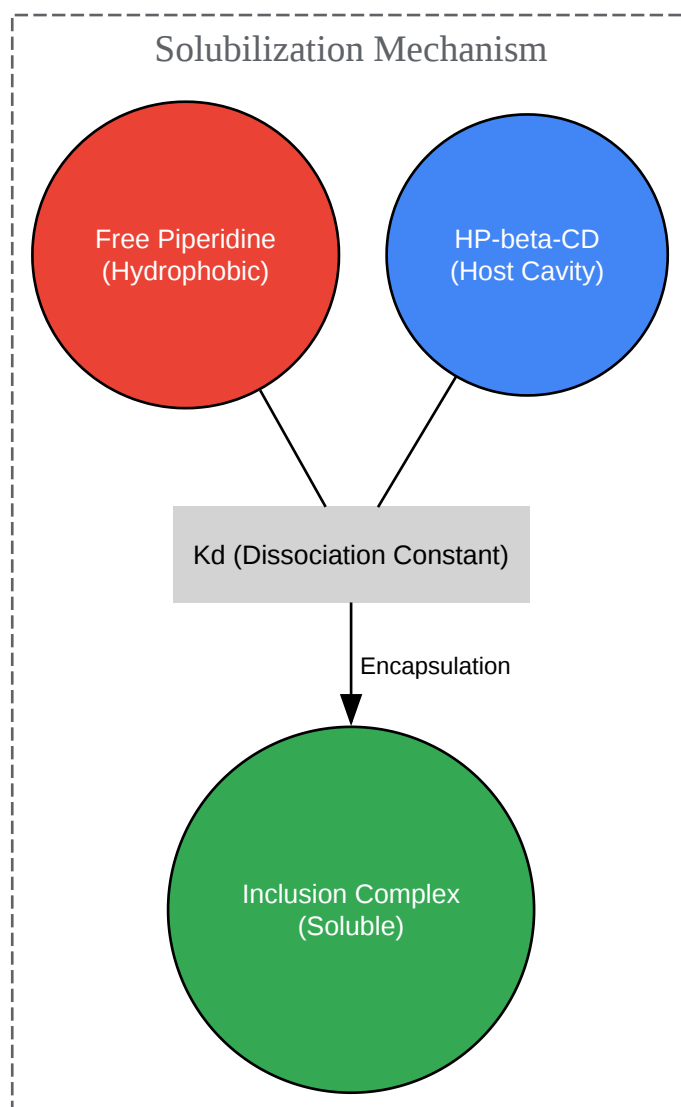 Solubilization Mechanism
Free Piperidine
(Hydrophobic)
HP-beta-CD
(Host Cavity)
Kd (Dissociation Constant)
Encapsulation
Inclusion Complex
(Soluble)